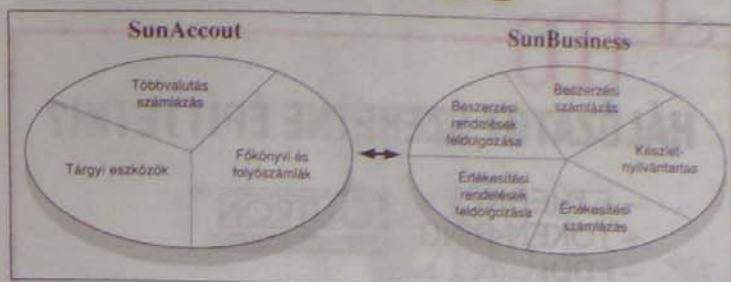 SunAccout
Többvalutás
számlázás
Tárgyi eszközök
Főkönyvi és
folyószámlák
SunBusiness
Beszerzési
számlázás
Beszerzési
rendelések
feldolgozása
Készlet-
nyilvántartás
Értékesítési
rendelések
feldolgozása
Értékesítési
számlázás